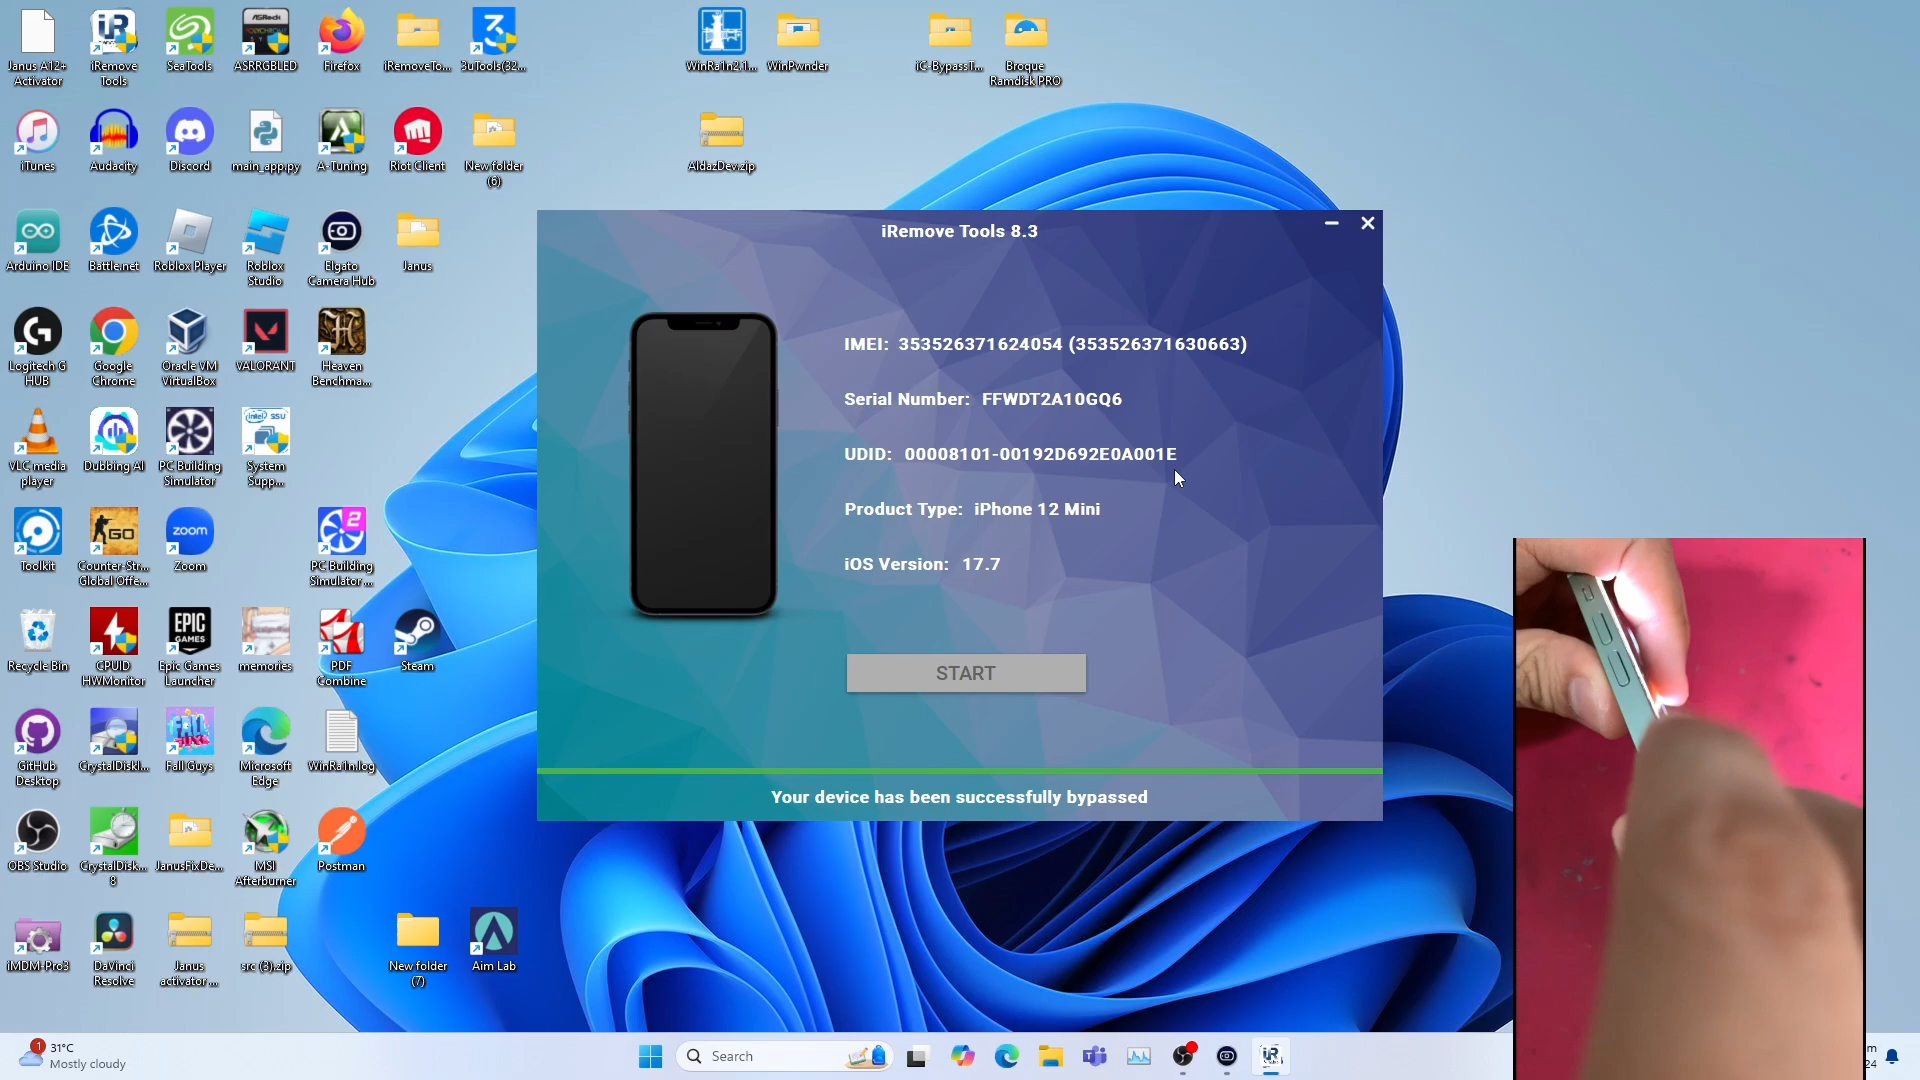 Janus A12+
Activator
iRemove
Tools
SeaTools
ASRRGBLED
Firefox
iRemoveTo...
3uTools(32...
WinRa1n2.1...
WinPwnder
iC-BypassT...
Broque
Ramdisk PRO
iTunes
Audacity
Discord
main_app.py
A-Tuning
Riot Client
New folder
(6)
AldazDev.zip
Arduino IDE
Battle.net
Roblox Player
Roblox
Studio
Elgato
Camera Hub
Janus
Logitech G
HUB
Google
Chrome
Oracle VM
VirtualBox
VALORANT
Heaven
Benchma...
VLC media
player
Dubbing AI
PC Building
Simulator
System
Supp...
Toolkit
Counter-Str...
Global Offe...
Zoom
PC Building
Simulator ...
Recycle Bin
CPUID
HWMonitor
Epic Games
Launcher
memories
PDF
Combine
Steam
GitHub
Desktop
CrystalDiskI...
Fall Guys
Microsoft
Edge
WinRa1n.log
OBS Studio
CrystalDisk...
8
JanusFixDe...
MSI
Afterburner
Postman
iMDM-Pro3
DaVinci
Resolve
Janus
activator ...
src (3).zip
New folder
(7)
Aim Lab
iRemove Tools 8.3
IMEI: 353526371624054 (353526371630663)
Serial Number: FFWDT2A10GQ6
UDID: 00008101-00192D692E0A001E
Product Type: iPhone 12 Mini
iOS Version: 17.7
START
Your device has been successfully bypassed
1
31°C
Mostly cloudy
Search
m
24